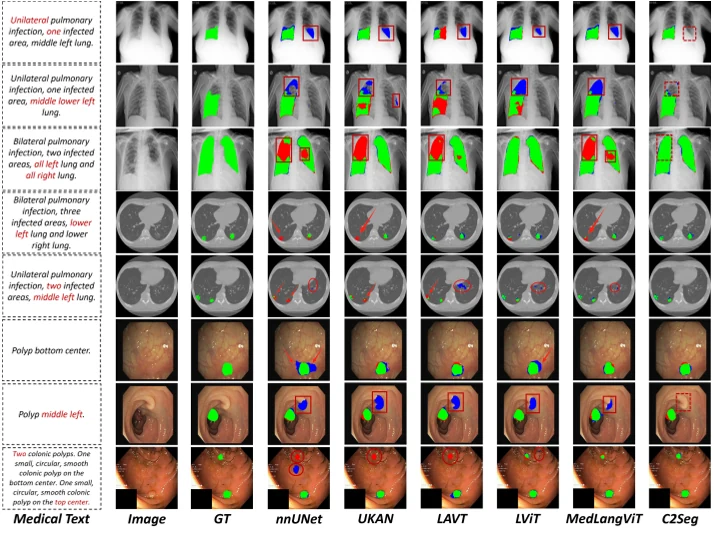 Unilateral pulmonary
infection, one infected
area, middle left lung.
Unilateral pulmonary
infection, one infected
area, middle lower left
lung.
Bilateral pulmonary
infection, two infected
areas, all left lung and
all right lung.
Bilateral pulmonary
infection, three
infected areas, lower
left lung and lower
right lung.
Unilateral pulmonary
infection, two infected
areas, middle left lung.
Polyp bottom center.
Polyp middle left.
Two colonic polyps. One
small, circular, smooth
colonic polyp on the
bottom center. One small,
circular, smooth colonic
polyp on the top center.
Medical Text Image GT nnUNet UKAN LAVT LViT MedLangViT C2Seg